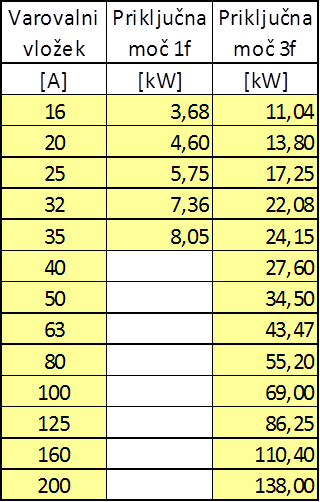 Varovalni Priključna Priključna
vložek moč 1f moč 3f
[A] [kW] [kW]
16 3,68 11,04
20 4,60 13,80
25 5,75 17,25
32 7,36 22,08
35 8,05 24,15
40 27,60
50 34,50
63 43,47
80 55,20
100 69,00
125 86,25
160 110,40
200 138,00